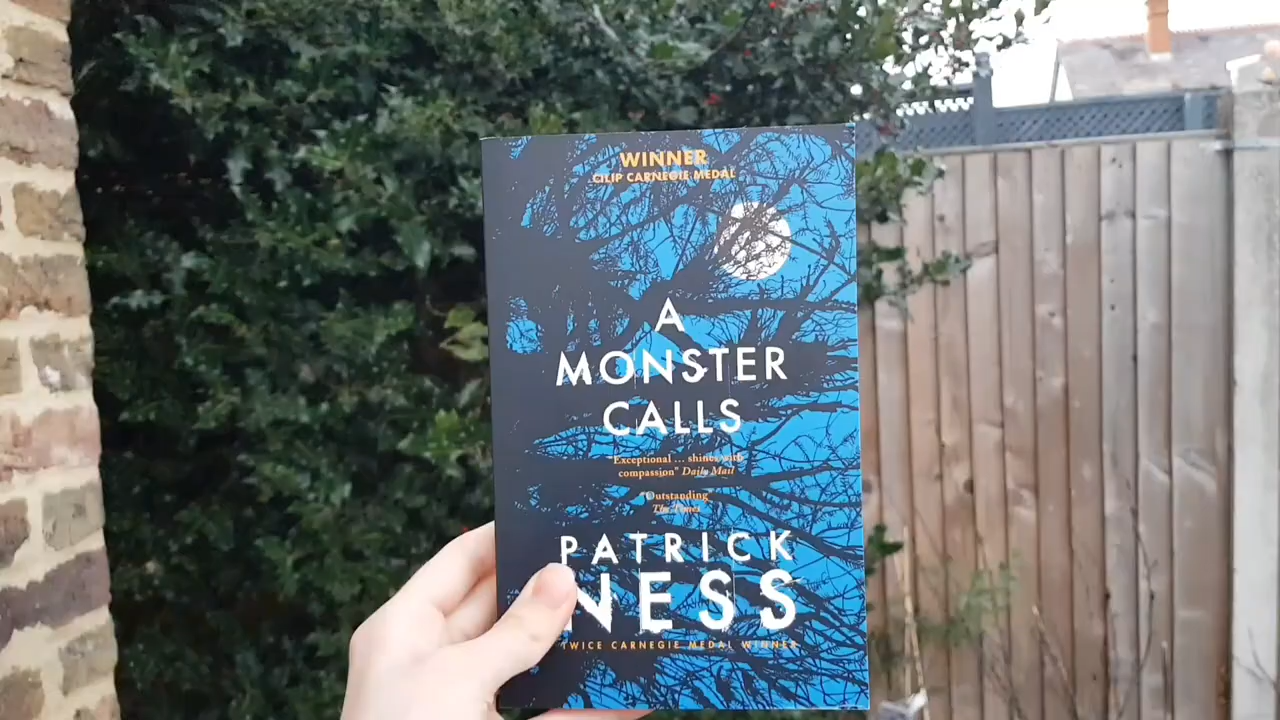 WINNER
CILIP CARNEGIE MEDAL
A
MONSTER
CALLS
"Exceptional ... shines with
compassion" Daily Mail
"Outstanding
The Times
PATRICK
NESS
TWICE CARNEGIE MEDAL WINNER